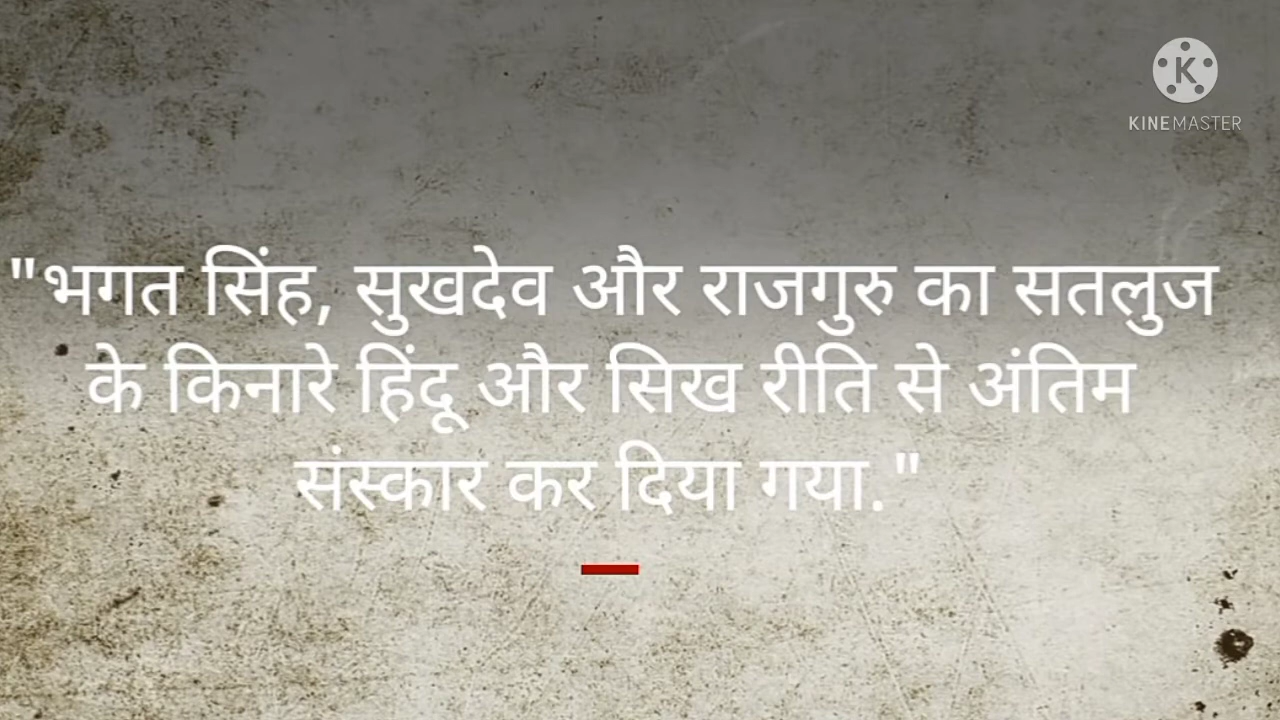 KINEMASTER
"भगत सिंह, सुखदेव और राजगुरु का सतलुज
के किनारे हिंदू और सिख रीति से अंतिम
संस्कार कर दिया गया."